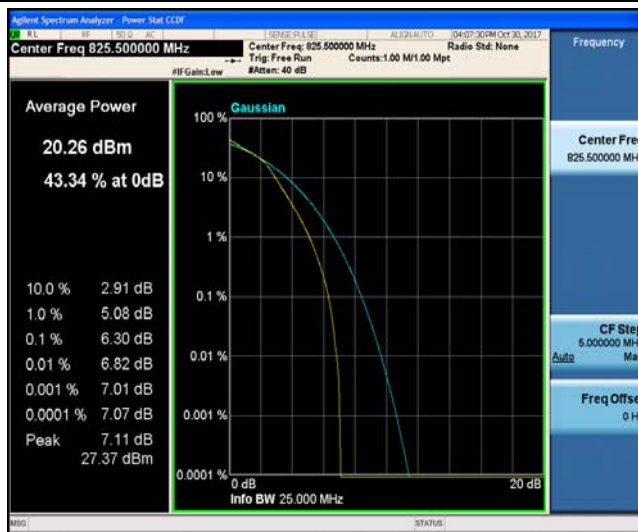 Agilent Spectrum Analyzer - Power Stat CCDF
RL RF 50 Ω AC SENSE:PULSE ALIGNAUTO 04:07:30PM Oct 30, 2017
Center Freq 825.500000 MHz
Center Freq: 825.500000 MHz Radio Std: None
Trig: Free Run Counts:1.00 M/1.00 Mpt
#IFGain:Low #Atten: 40 dB
Frequency
Average Power
20.26 dBm
43.34 % at 0dB
10.0 % 2.91 dB
1.0 % 5.08 dB
0.1 % 6.30 dB
0.01 % 6.82 dB
0.001 % 7.01 dB
0.0001 % 7.07 dB
Peak 7.11 dB
27.37 dBm
Gaussian
100 %
10 %
1 %
0.1 %
0.01 %
0.001 %
0.0001 %
0 dB 20 dB
Info BW 25.000 MHz
Center Fre
825.500000 MH
CF Ste
5.000000 MH
Auto Ma
Freq Offse
0 H
MSG STATUS